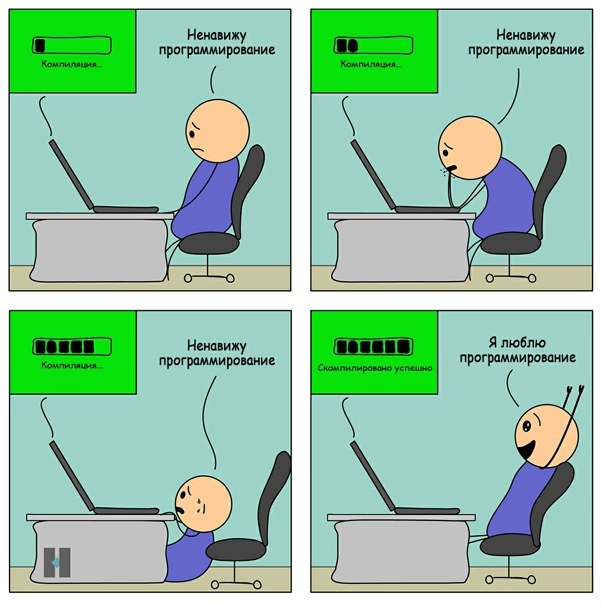 Ненавижу
программирование
Компиляция...
Ненавижу
программирование
Компиляция...
Ненавижу
программирование
Компиляция...
Я люблю
программирование
Скомпилировано успешно